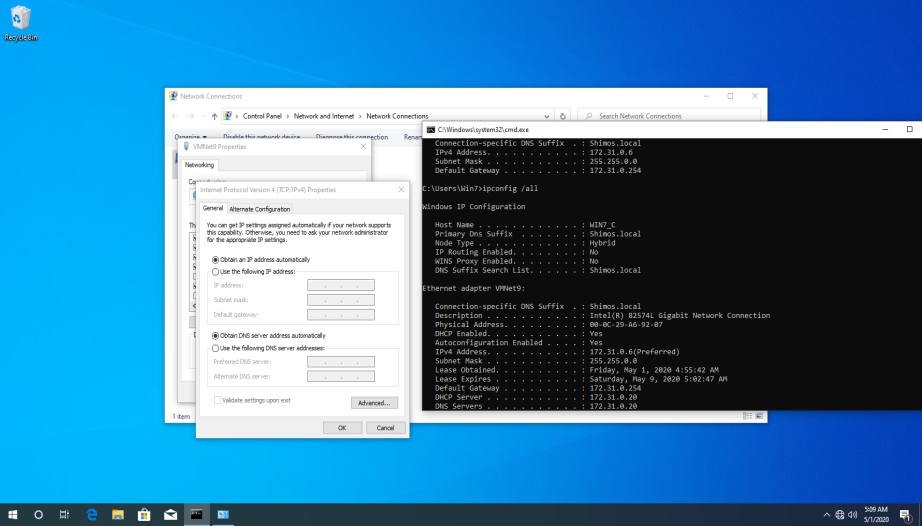 Recycle Bin
Network Connections
Control Panel > Network and Internet > Network Connections
Search Network Connections
Organize Disable this network device Diagnose this connection Renam
VMNet9 Properties
Networking
Internet Protocol Version 4 (TCP/IPv4) Properties
General Alternate Configuration
You can get IP settings assigned automatically if your network supports
this capability. Otherwise, you need to ask your network administrator
for the appropriate IP settings.
Obtain an IP address automatically
Use the following IP address:
IP address:
Subnet mask:
Default gateway:
Obtain DNS server address automatically
Use the following DNS server addresses:
Preferred DNS server:
Alternate DNS server:
Validate settings upon exit
Advanced...
OK Cancel
1 item
C:\Windows\system32\cmd.exe
Connection-specific DNS Suffix . : Shimos.local
IPv4 Address. . . . . . . . . . . : 172.31.0.6
Subnet Mask . . . . . . . . . . . : 255.255.0.0
Default Gateway . . . . . . . . . : 172.31.0.254
C:\Users\Win7>ipconfig /all
Windows IP Configuration
Host Name . . . . . . . . . . . . : WIN7_C
Primary Dns Suffix . . . . . . . : Shimos.local
Node Type . . . . . . . . . . . . : Hybrid
IP Routing Enabled. . . . . . . . : No
WINS Proxy Enabled. . . . . . . . : No
DNS Suffix Search List. . . . . . : Shimos.local
Ethernet adapter VMNet9:
Connection-specific DNS Suffix . : Shimos.local
Description . . . . . . . . . . . : Intel(R) 82574L Gigabit Network Connection
Physical Address. . . . . . . . . : 00-0C-29-A6-92-07
DHCP Enabled. . . . . . . . . . . : Yes
Autoconfiguration Enabled . . . . : Yes
IPv4 Address. . . . . . . . . . . : 172.31.0.6(Preferred)
Subnet Mask . . . . . . . . . . . : 255.255.0.0
Lease Obtained. . . . . . . . . . : Friday, May 1, 2020 4:55:42 AM
Lease Expires . . . . . . . . . . : Saturday, May 9, 2020 5:02:47 AM
Default Gateway . . . . . . . . . : 172.31.0.254
DHCP Server . . . . . . . . . . . : 172.31.0.20
DNS Servers . . . . . . . . . . . : 172.31.0.20
5:09 AM
5/1/2020